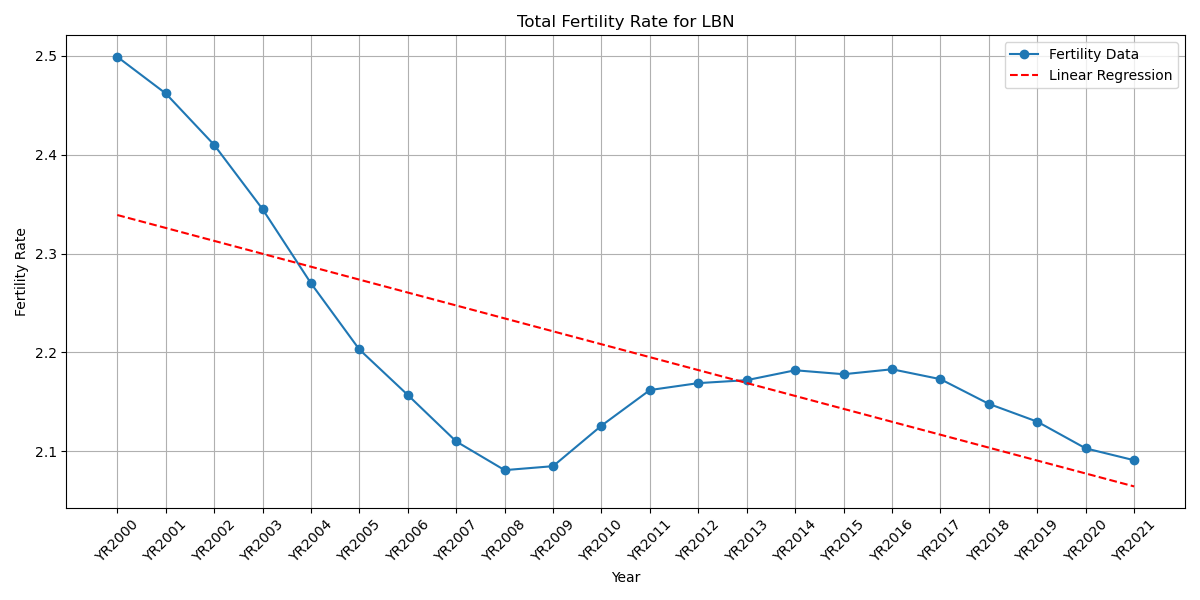 Total Fertility Rate for LBN
Fertility Data
Linear Regression
Fertility Rate
2.5
2.4
2.3
2.2
2.1
YR2000
YR2001
YR2002
YR2003
YR2004
YR2005
YR2006
YR2007
YR2008
YR2009
YR2010
YR2011
YR2012
YR2013
YR2014
YR2015
YR2016
YR2017
YR2018
YR2019
YR2020
YR2021
Year